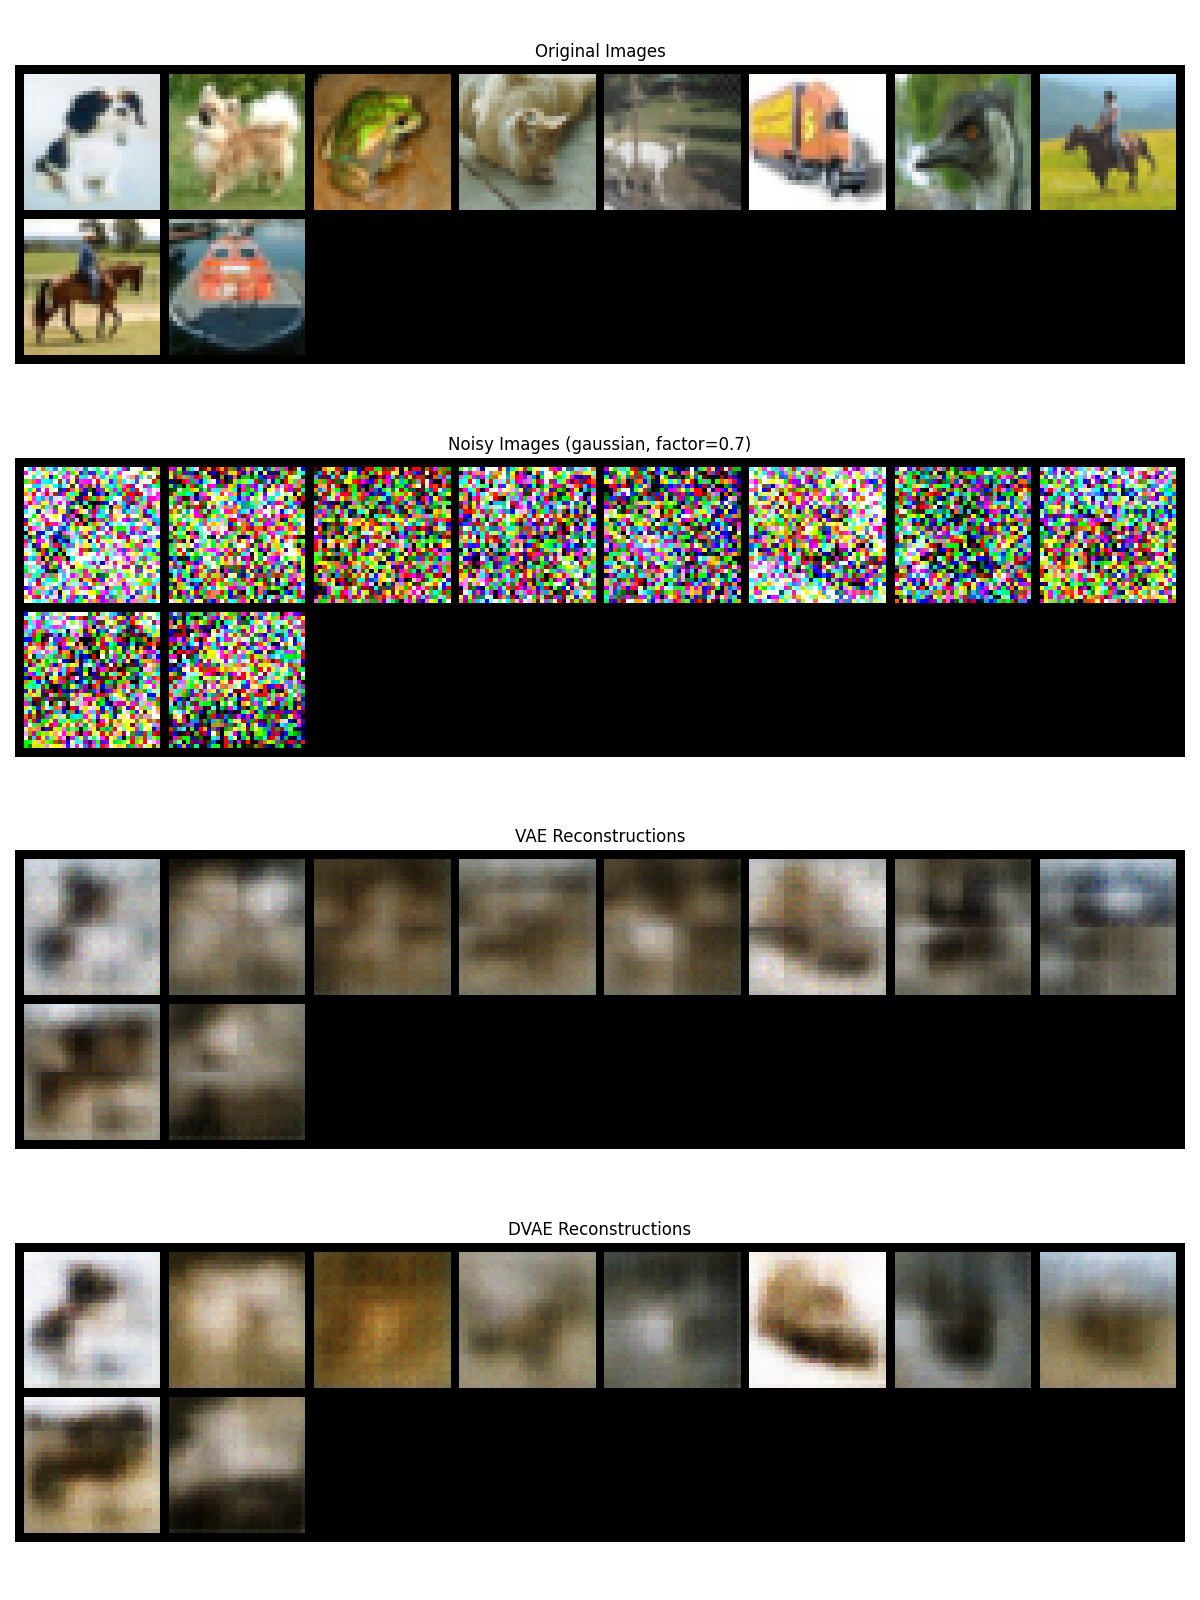 Original Images
Noisy Images (gaussian, factor=0.7)
VAE Reconstructions
DVAE Reconstructions